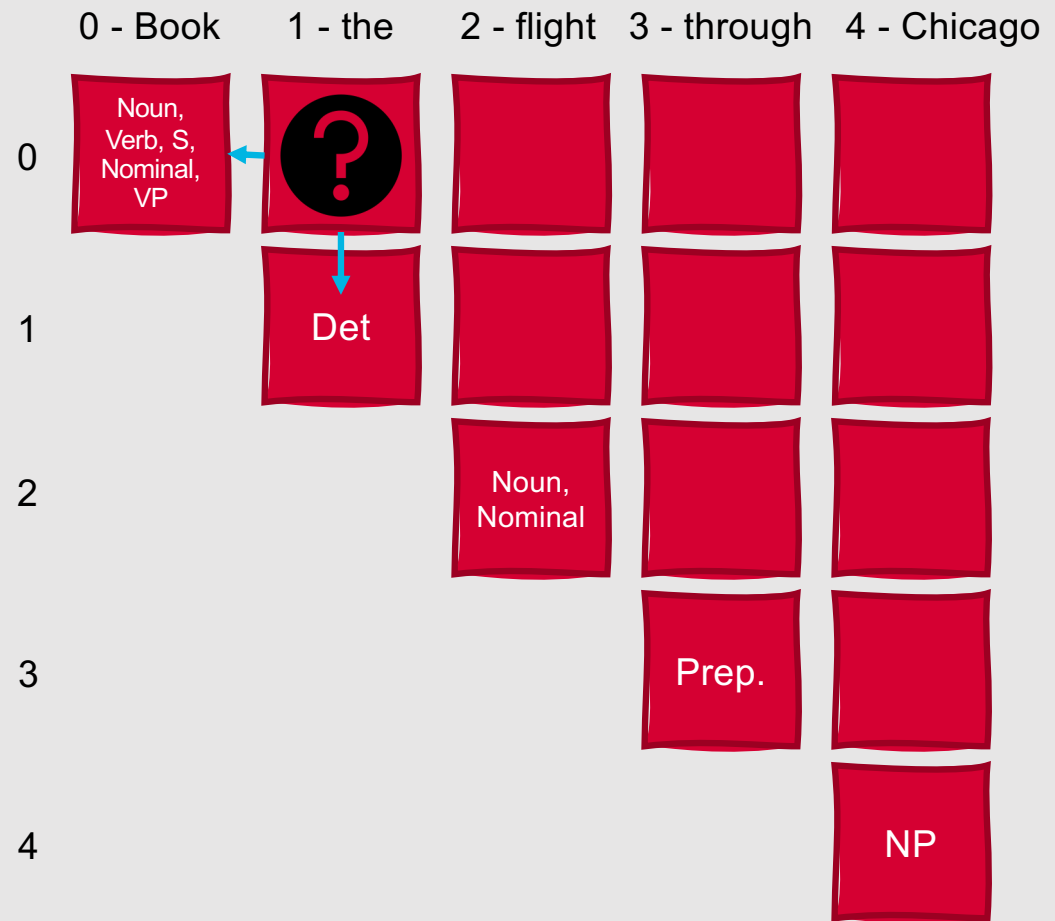 0 - Book 1 - the 2 - flight 3 - through 4 - Chicago
0
Noun,
Verb, S,
Nominal,
VP
?
1
Det
2
Noun,
Nominal
3
Prep.
4
NP